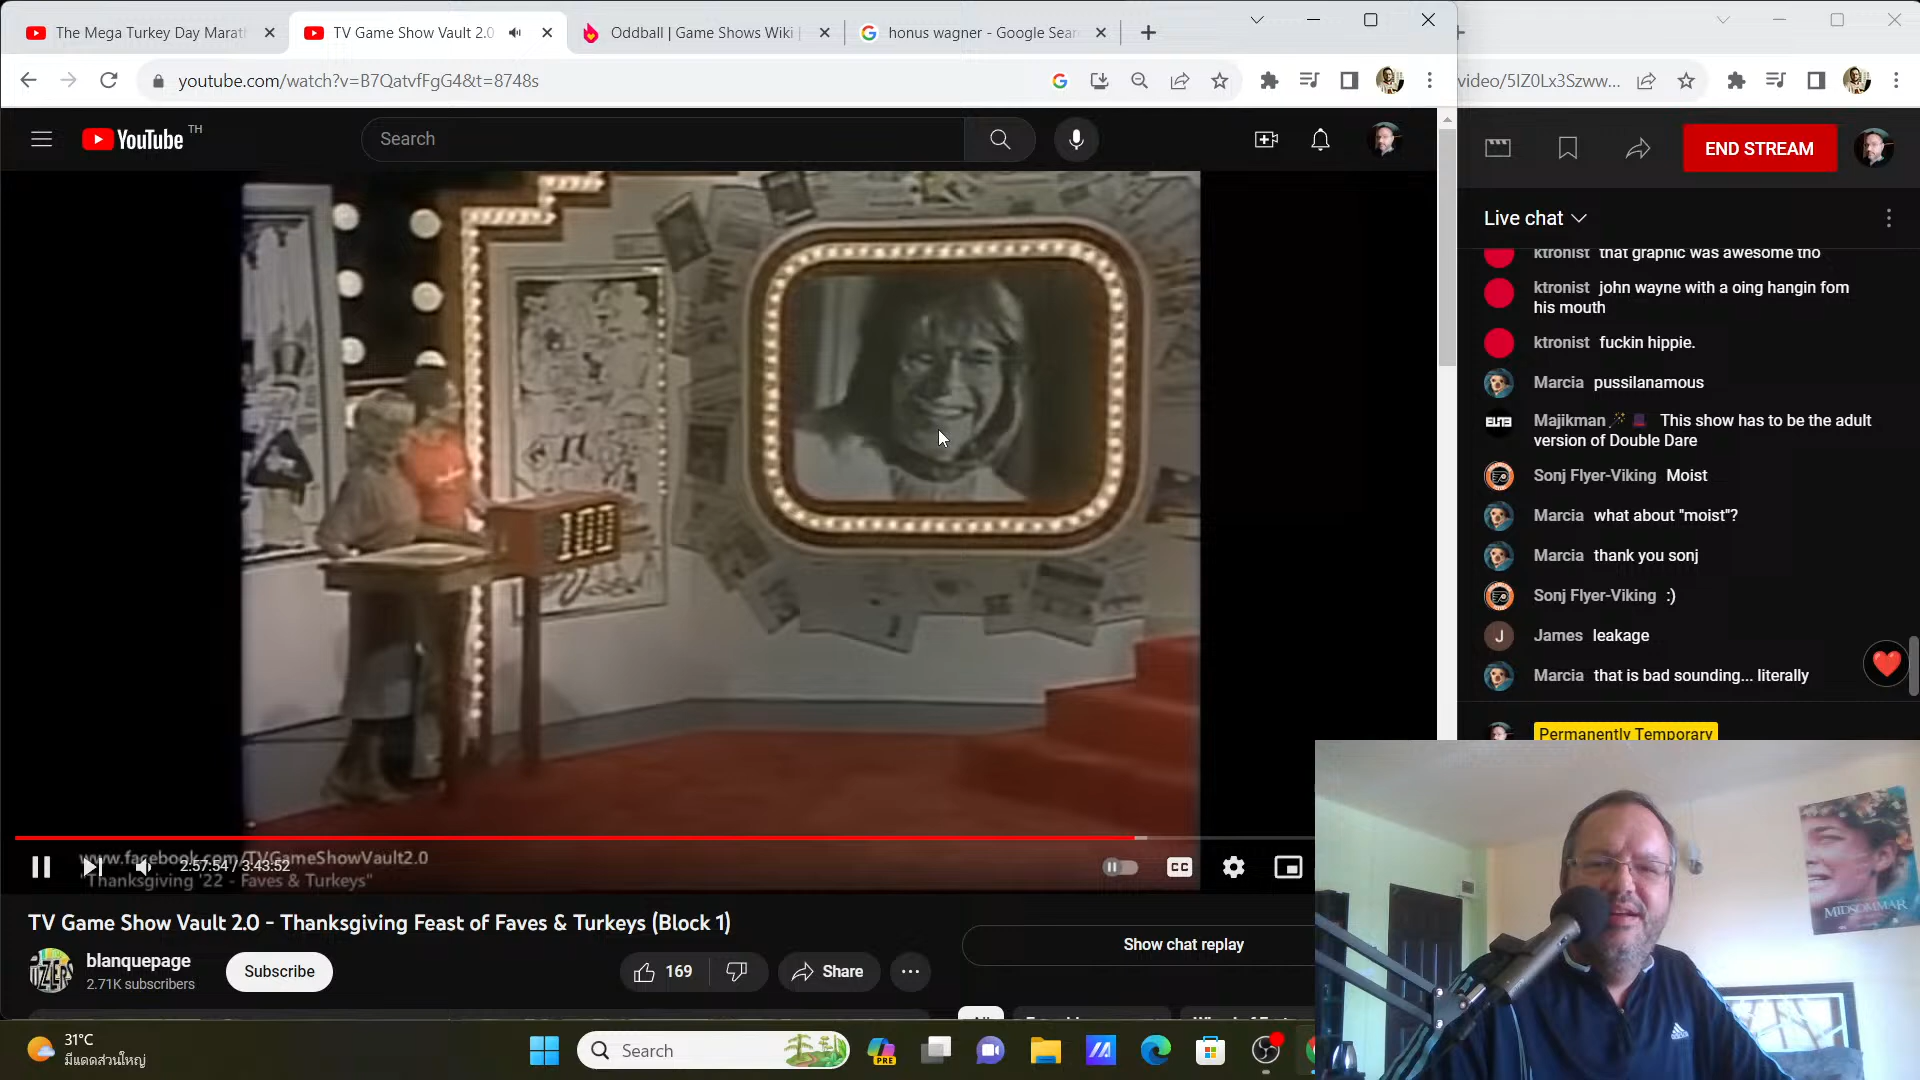 The Mega Turkey Day Marat
TV Game Show Vault 2.0
Oddball | Game Shows Wiki |
honus wagner - Google Sear
youtube.com/watch?v=B7QatvfFgG4&t=8748s
video/5IZ0Lx3Szww...
YouTube TH
Search
END STREAM
Live chat
ktronist that graphic was awesome tho
ktronist john wayne with a oing hangin fom
his mouth
ktronist fuckin hippie.
Marcia pussilanamous
Majikman This show has to be the adult
version of Double Dare
Sonj Flyer-Viking Moist
Marcia what about "moist"?
Marcia thank you sonj
Sonj Flyer-Viking :)
J James leakage
Marcia that is bad sounding... literally
Permanently Temporary
100
www.facebook.com/TVGameShowVault2.0
2:57:54 / 3:43:52
"Thanksgiving '22 - Faves & Turkeys"
CC
TV Game Show Vault 2.0 - Thanksgiving Feast of Faves & Turkeys (Block 1)
blanquepage
2.71K subscribers
Subscribe
169
Share
Show chat replay
MIDSOMMAR
31°C
มีแดดส่วนใหญ่
Search
PRE